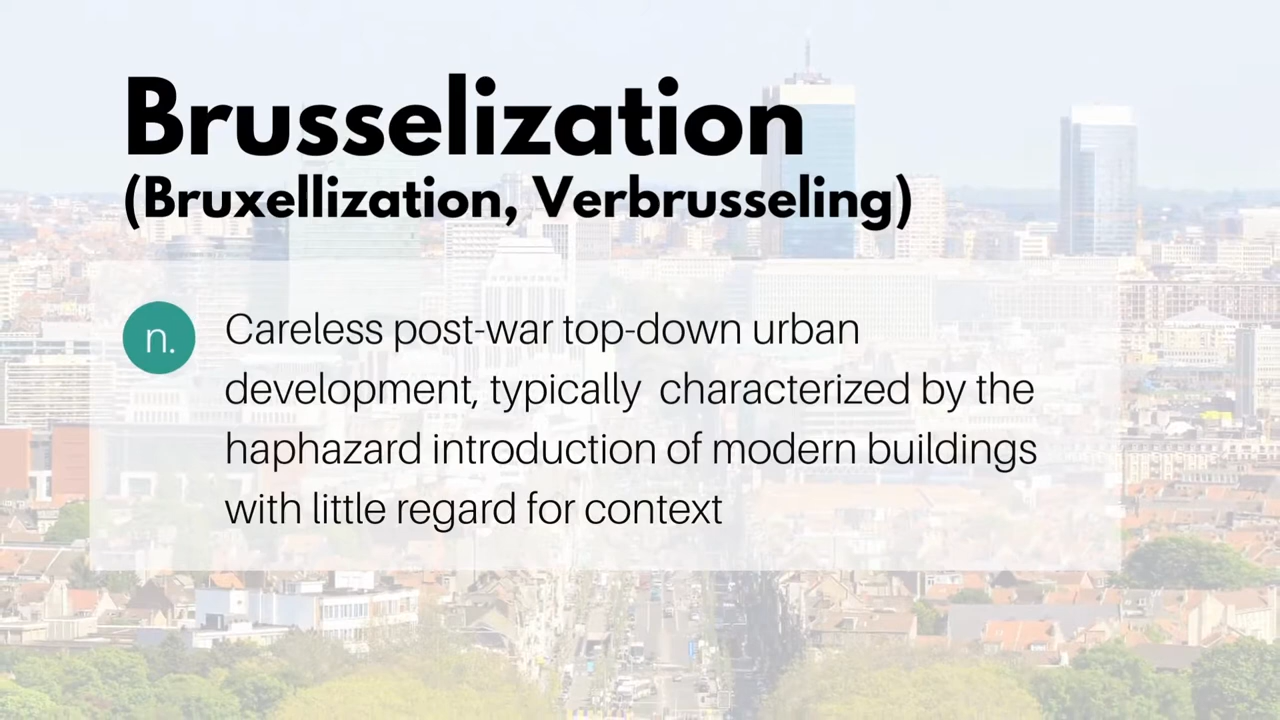 Brusselization
(Bruxellization, Verbrusseling)
n.
Careless post-war top-down urban
development, typically characterized by the
haphazard introduction of modern buildings
with little regard for context